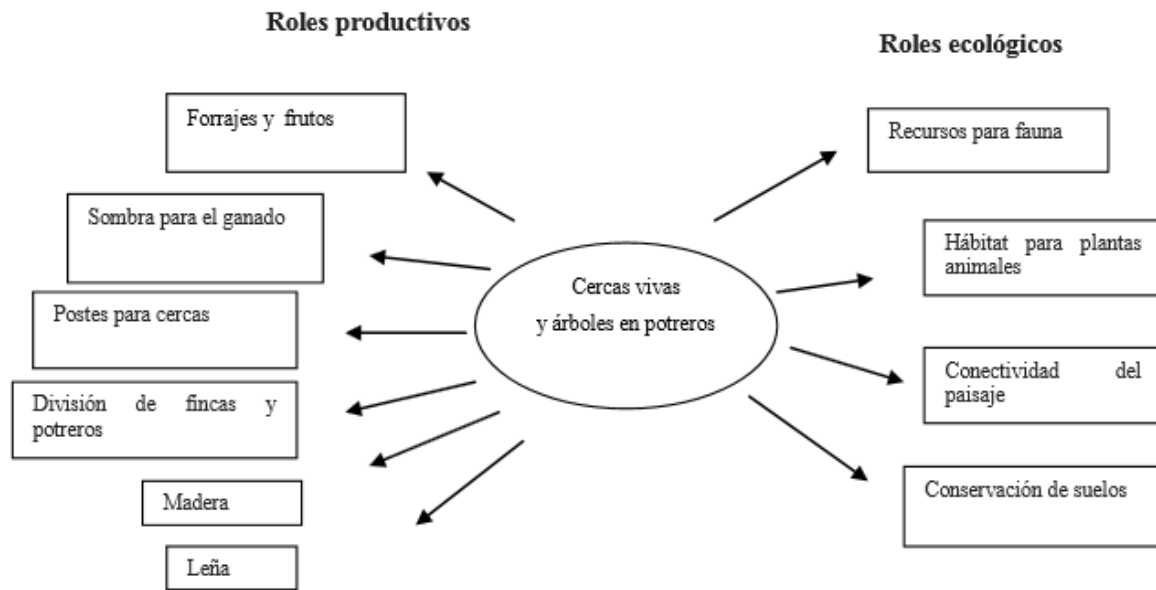 Roles productivos
Forrajes y frutos
Sombra para el ganado
Postes para cercas
División de fincas y
potreros
Madera
Leña
Cercas vivas
y árboles en potreros
Roles ecológicos
Recursos para fauna
Hábitat para plantas
animales
Conectividad del
paisaje
Conservación de suelos